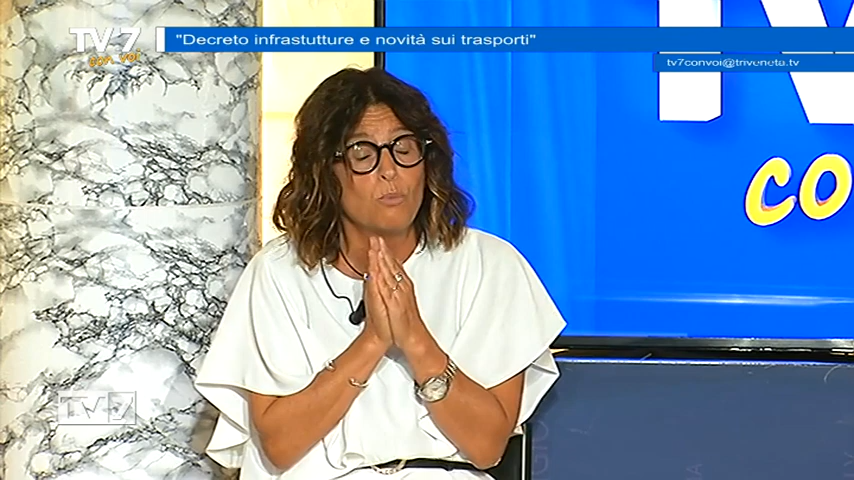 TV7
con voi
"Decreto infrastutture e novità sui trasporti"
tv7convoi@triveneta.tv
co
TV7